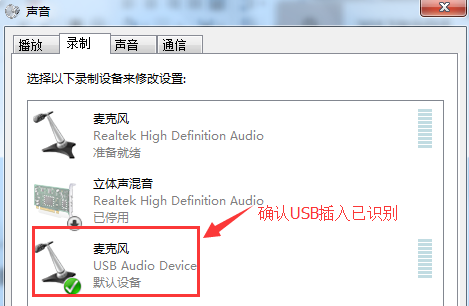 声音
播放 录制 声音 通信
选择以下录制设备来修改设置:
麦克风
Realtek High Definition Audio
准备就绪
立体声混音
Realtek High Definition Audio
已停用
麦克风
USB Audio Device
默认设备
确认USB插入已识别